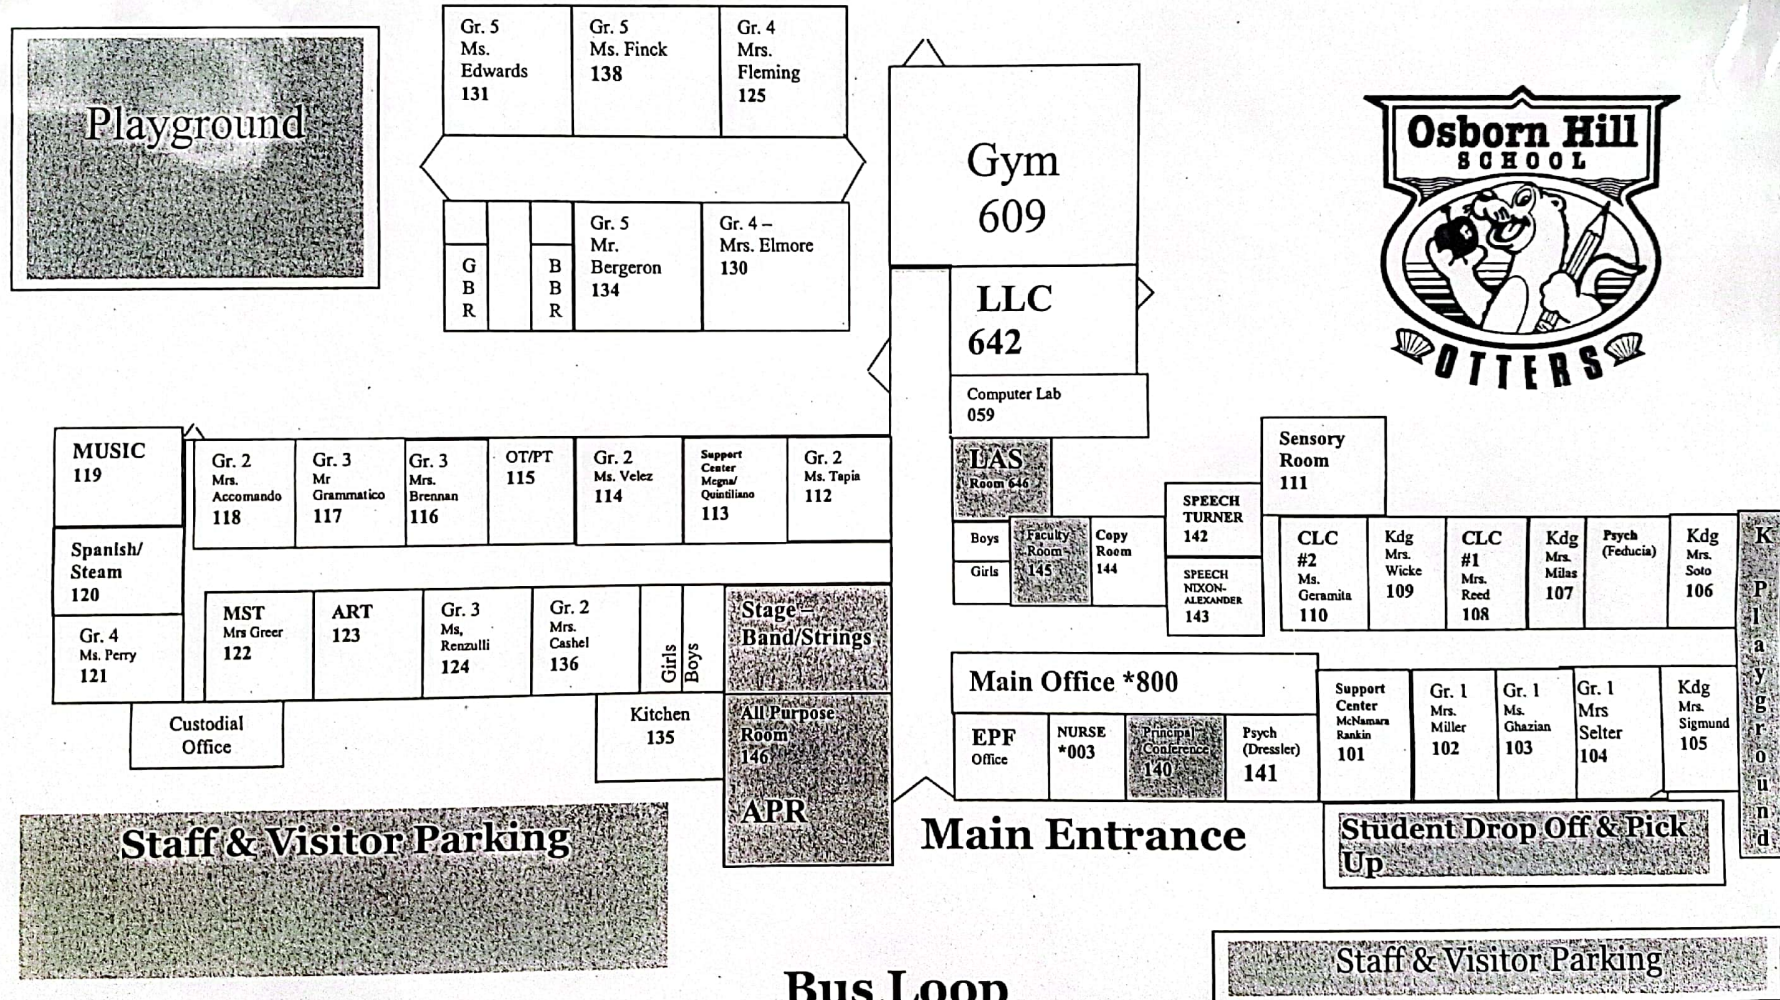 Playground
Gr. 5
Ms.
Edwards
131
Gr. 5
Ms. Finck
138
Gr. 4
Mrs.
Fleming
125
G
B
R
B
B
R
Gr. 5
Mr.
Bergeron
134
Gr. 4 –
Mrs. Elmore
130
Gym
609
LLC
642
Computer Lab
059
Osborn Hill
SCHOOL
OTTERS
MUSIC
119
Spanish/
Steam
120
Gr. 4
Ms. Perry
121
Gr. 2
Mrs.
Accomando
118
Gr. 3
Mr
Grammatico
117
Gr. 3
Mrs.
Brennan
116
OT/PT
115
Gr. 2
Ms. Velez
114
Support
Center
Megna/
Quintiliano
113
Gr. 2
Ms. Tapia
112
MST
Mrs Greer
122
ART
123
Gr. 3
Ms,
Renzulli
124
Gr. 2
Mrs.
Cashel
136
Girls
Boys
Stage –
Band/Strings
Custodial
Office
Kitchen
135
All Purpose
Room
146
APR
LAS
Room 646
Boys
Girls
Faculty
Room
145
Copy
Room
144
SPEECH
TURNER
142
SPEECH
NIXON-
ALEXANDER
143
Sensory
Room
111
CLC
#2
Ms.
Geramita
110
Kdg
Mrs.
Wicke
109
CLC
#1
Mrs.
Reed
108
Kdg
Mrs.
Milas
107
Psych
(Feducia)
Kdg
Mrs.
Soto
106
K Playground
Main Office *800
EPF
Office
NURSE
*003
Principal
Conference
140
Psych
(Dressler)
141
Support
Center
McNamara
Rankin
101
Gr. 1
Mrs.
Miller
102
Gr. 1
Ms.
Ghazian
103
Gr. 1
Mrs
Selter
104
Kdg
Mrs.
Sigmund
105
Staff & Visitor Parking
Main Entrance
Student Drop Off & Pick
Up
Staff & Visitor Parking
Bus Loop